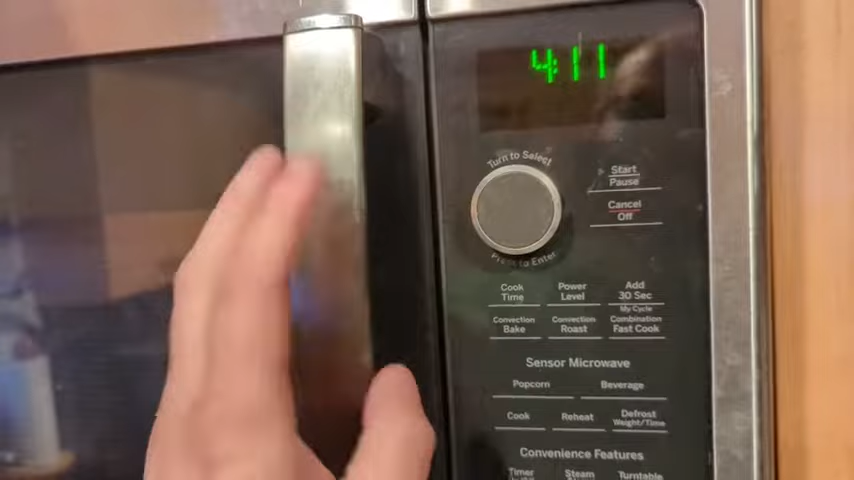 4:11
Turn to Select
Press to Enter
Start
Pause
Cancel
Off
Cook
Time
Power
Level
Add
30 Sec
My Cycle
Convection
Bake
Convection
Roast
Combination
Fast Cook
Sensor Microwave
Popcorn
Beverage
Cook
Reheat
Defrost
Weight/Time
Convenience Features
Timer
Steam
Turntable